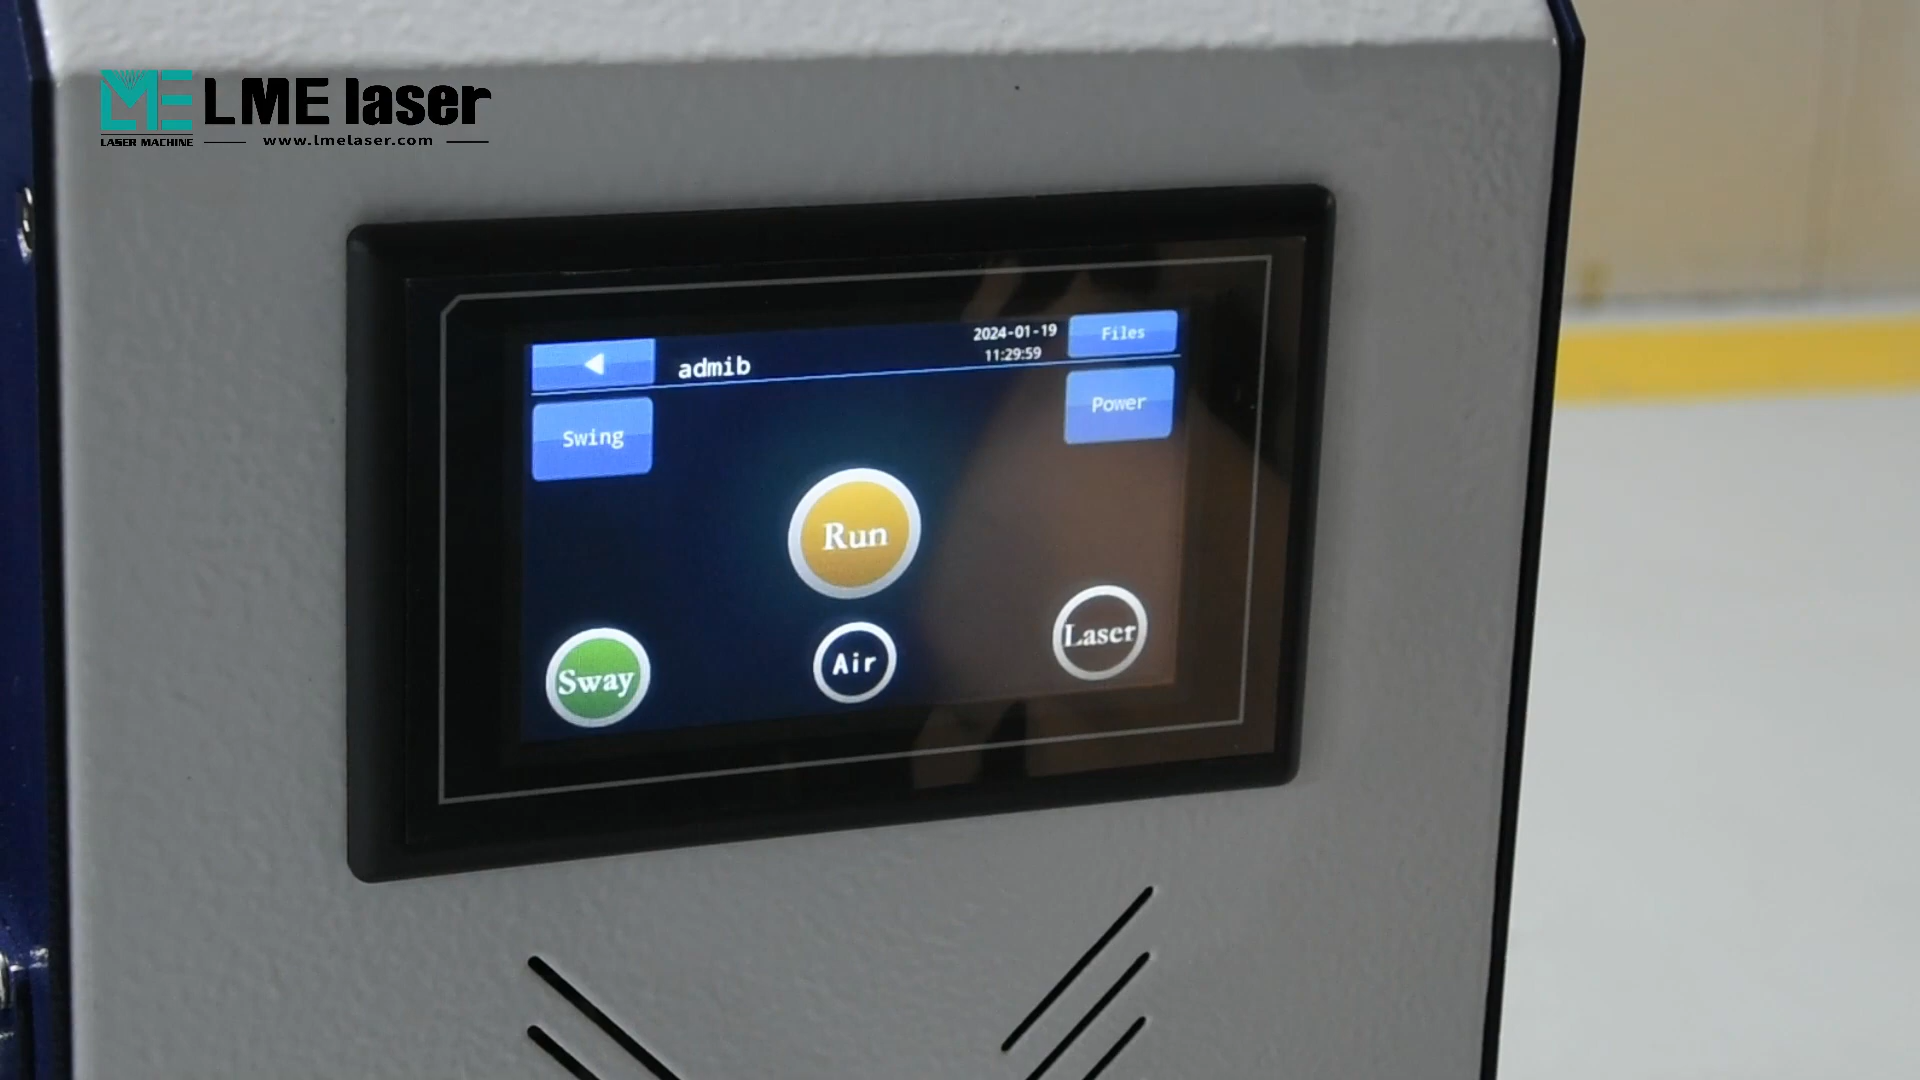 ME LME laser
LASER MACHINE www.lmelaser.com
2024-01-19 Files
admib 11:29:59
Swing Power
Run
Sway Air Laser